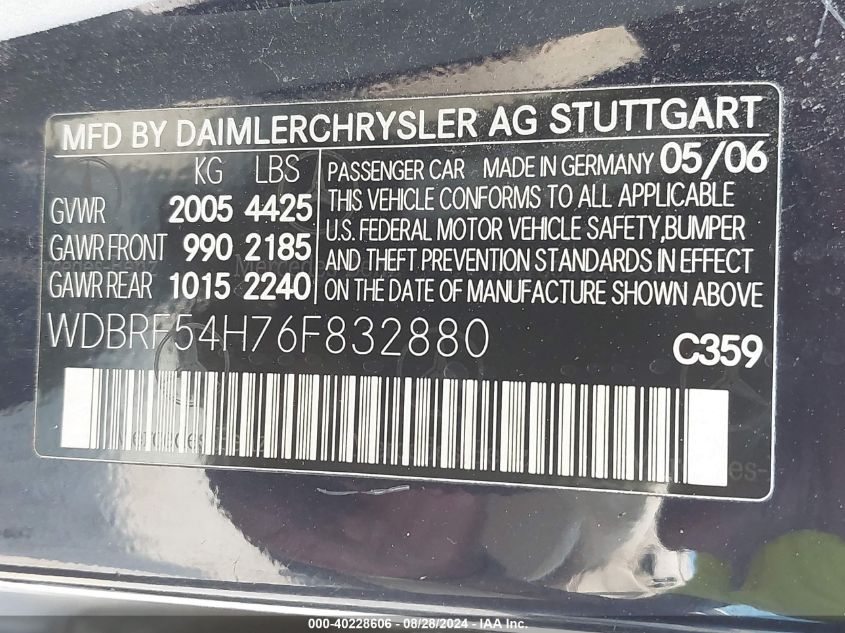 MFD BY DAIMLERCHRYSLER AG STUTTGART
KG LBS
GVWR 2005 4425
GAWR FRONT 990 2185
GAWR REAR 1015 2240
PASSENGER CAR MADE IN GERMANY 05/06
THIS VEHICLE CONFORMS TO ALL APPLICABLE
U.S. FEDERAL MOTOR VEHICLE SAFETY,BUMPER
AND THEFT PREVENTION STANDARDS IN EFFECT
ON THE DATE OF MANUFACTURE SHOWN ABOVE
WDBRF54H76F832880
C359
000-40228606 - 08/28/2024 - IAA Inc.